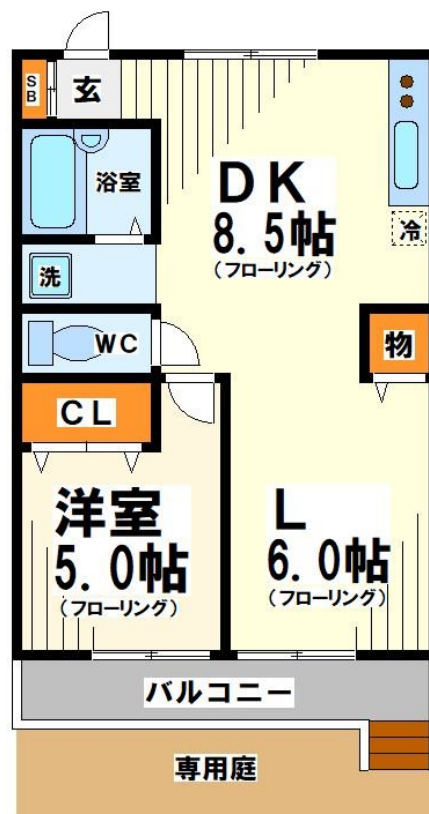 SB
玄
浴室
DK
8.5帖
(フローリング)
冷
洗
WC
物
CL
洋室
5.0帖
(フローリング)
L
6.0帖
(フローリング)
バルコニー
専用庭